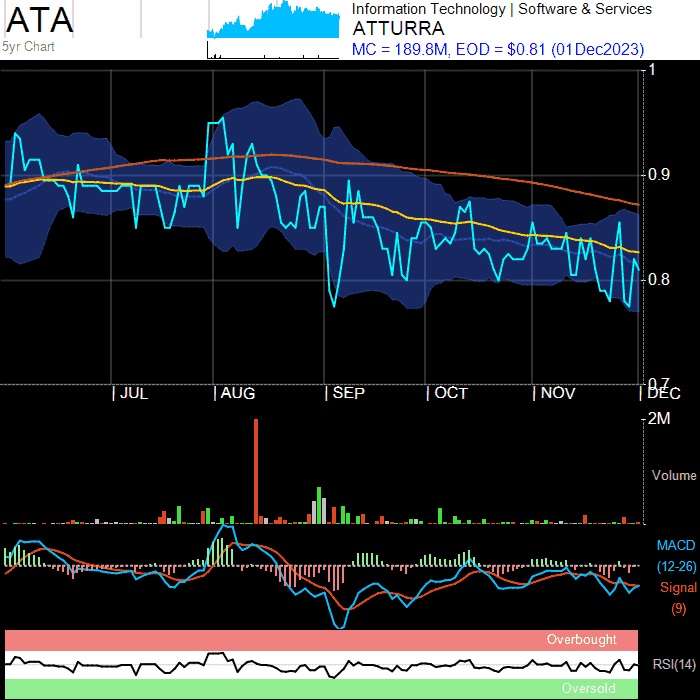 ATA
5yr Chart
Information Technology | Software & Services
ATTURRA
MC = 189.8M, EOD = $0.81 (01Dec2023)
1
0.9
0.8
0.7
JUL
AUG
SEP
OCT
NOV
DEC
2M
Volume
MACD
(12-26)
Signal
(9)
Overbought
RSI(14)
Oversold